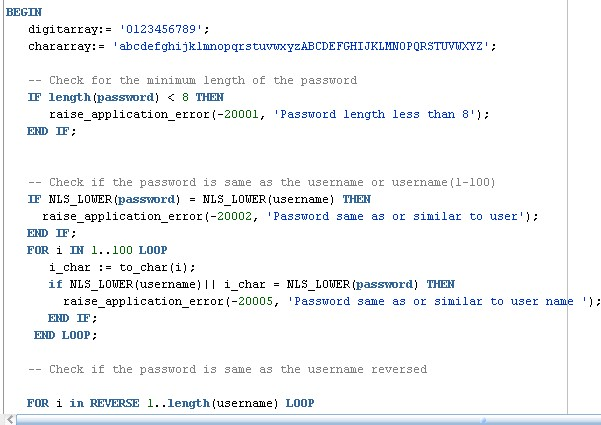 BEGIN
digitarray:= '0123456789';
chararray:= 'abcdefghijklmnopqrstuvwxyzABCDEFGHIJKLMNOPQRSTUVWXYZ';
-- Check for the minimum length of the password
IF length(password) < 8 THEN
raise_application_error(-20001, 'Password length less than 8');
END IF;
-- Check if the password is same as the username or username(1-100)
IF NLS_LOWER(password) = NLS_LOWER(username) THEN
raise_application_error(-20002, 'Password same as or similar to user');
END IF;
FOR i IN 1..100 LOOP
i_char := to_char(i);
if NLS_LOWER(username)|| i_char = NLS_LOWER(password) THEN
raise_application_error(-20005, 'Password same as or similar to user name ');
END IF;
END LOOP;
-- Check if the password is same as the username reversed
FOR i in REVERSE 1..length(username) LOOP